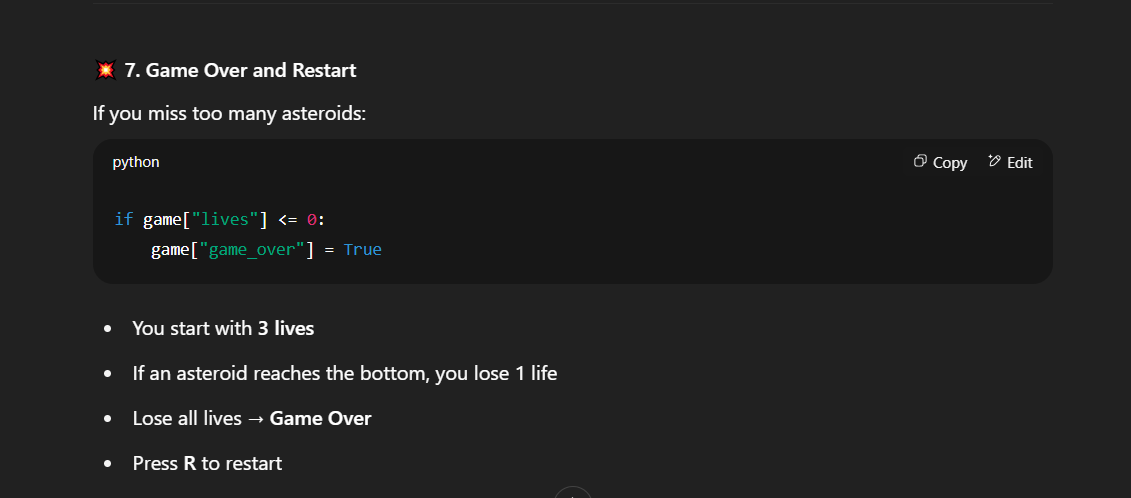 💥 7. Game Over and Restart
If you miss too many asteroids:
python Copy Edit
if game["lives"] <= 0:
    game["game_over"] = True
• You start with 3 lives
• If an asteroid reaches the bottom, you lose 1 life
• Lose all lives → Game Over
• Press R to restart